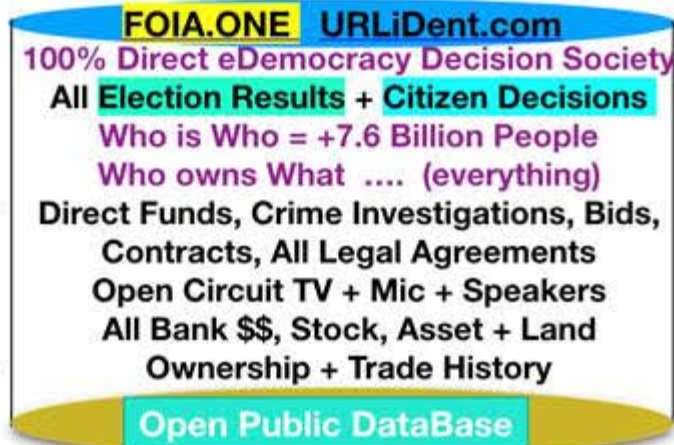 FOIA.ONE URLiDent.com
100% Direct eDemocracy Decision Society
All Election Results + Citizen Decisions
Who is Who = +7.6 Billion People
Who owns What .... (everything)
Direct Funds, Crime Investigations, Bids,
Contracts, All Legal Agreements
Open Circuit TV + Mic + Speakers
All Bank $$, Stock, Asset + Land
Ownership + Trade History
Open Public DataBase